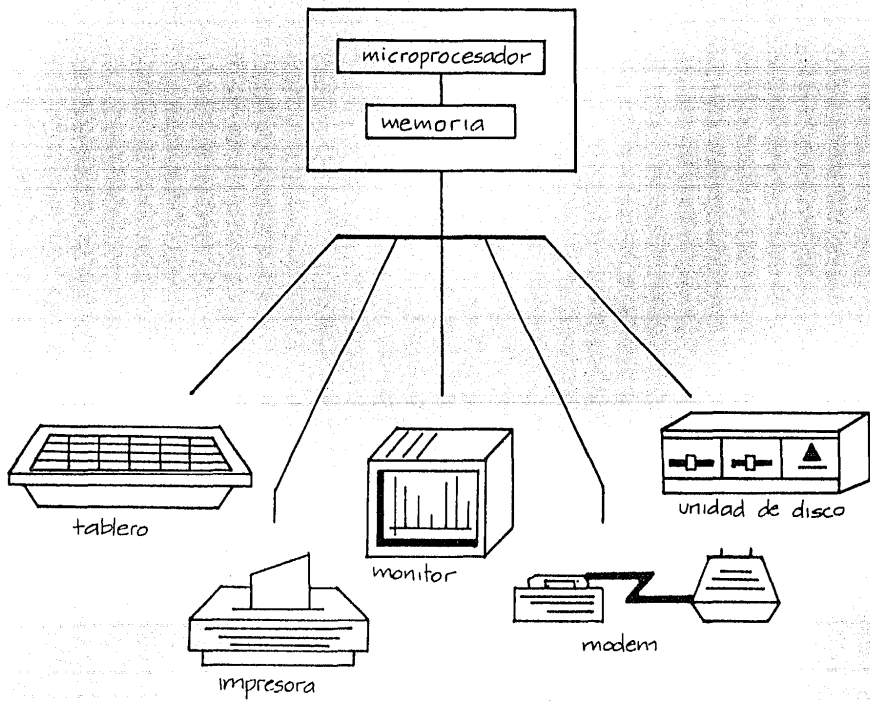 microprocesador
memoria
tablero
impresora
monitor
modem
unidad de disco